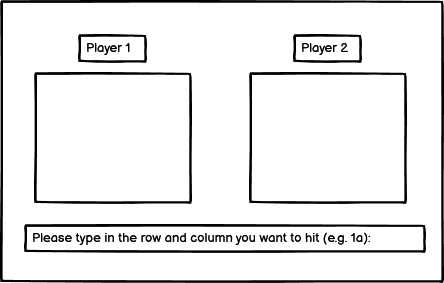 Player 1
Player 2
Please type in the row and column you want to hit (e.g. 1a):